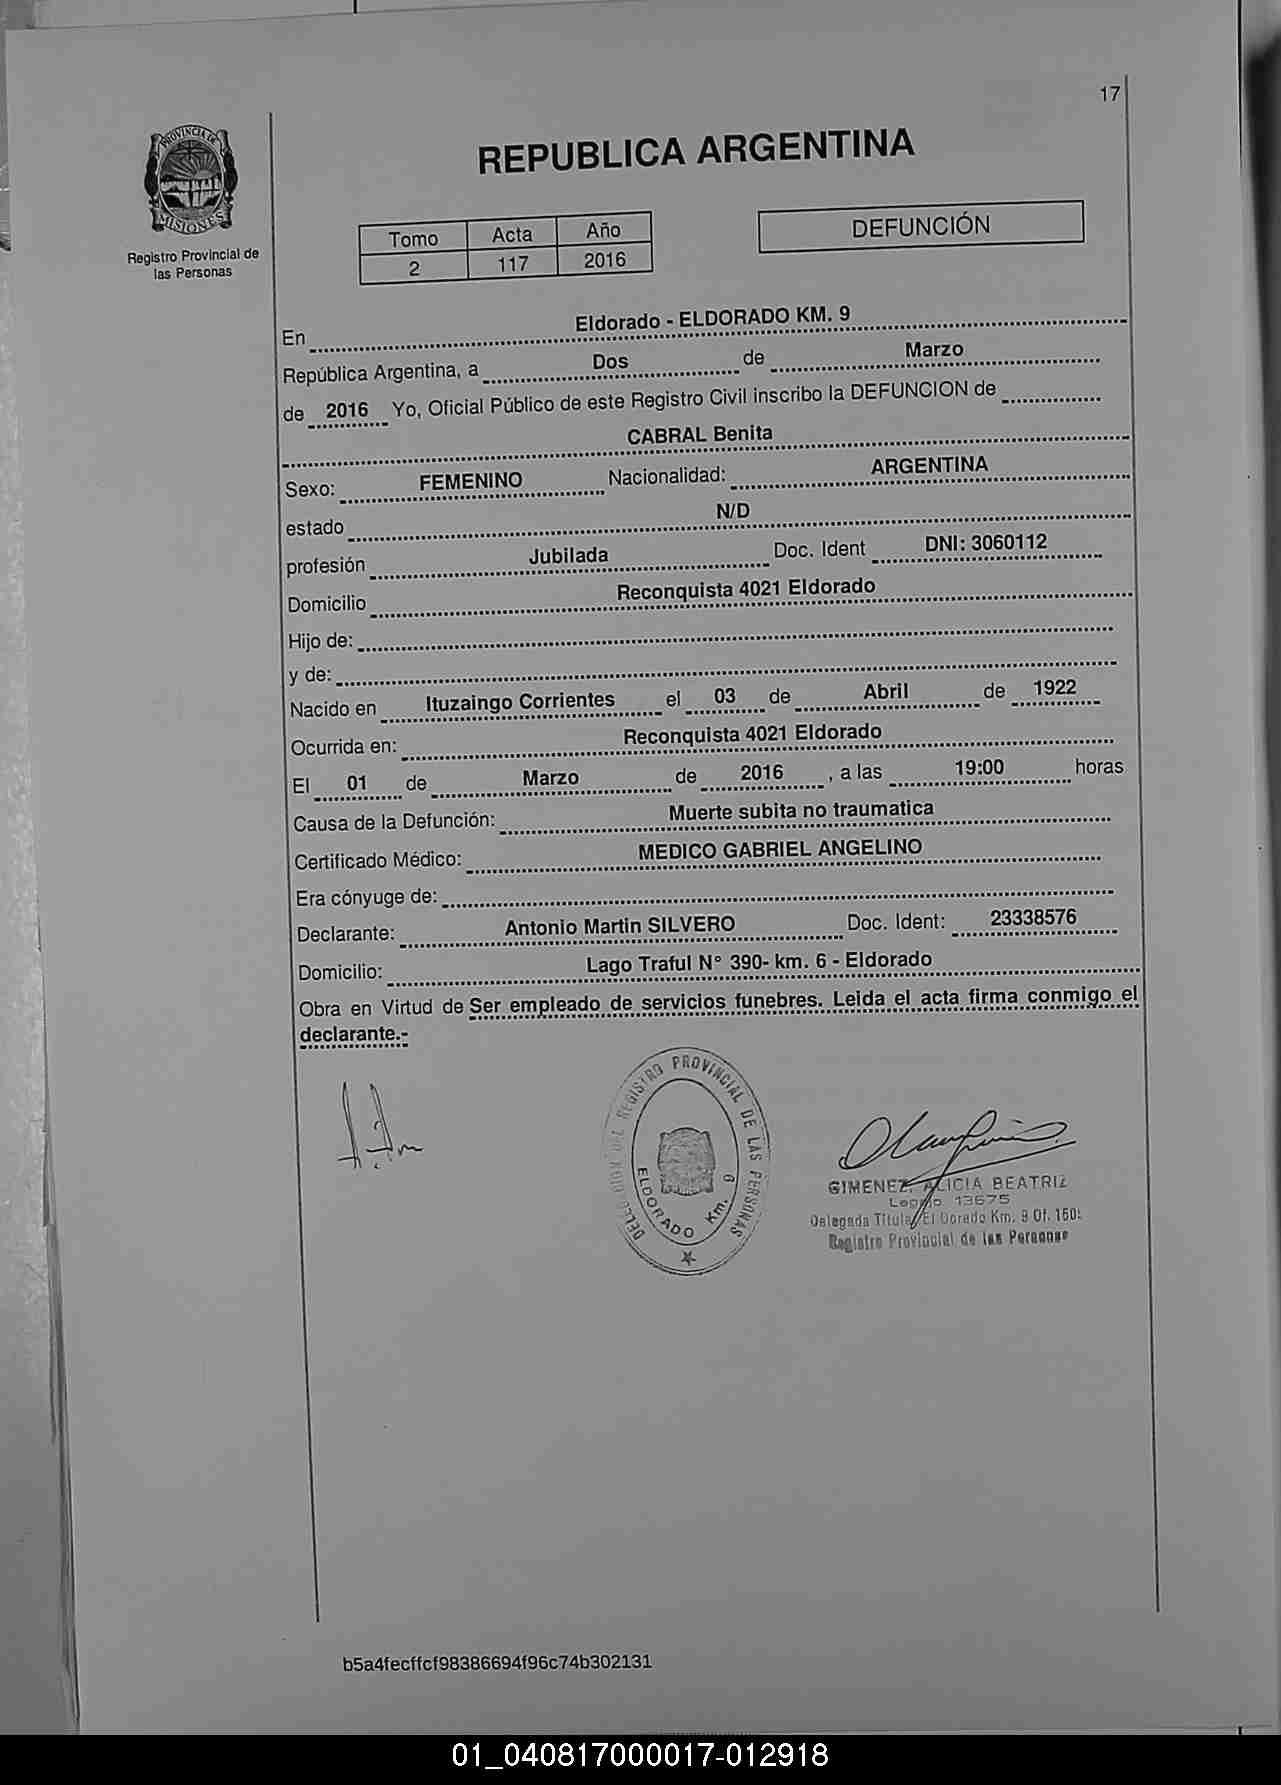 17
PROVINCIA DE
MISIONES
Registro Provincial de
las Personas
REPUBLICA ARGENTINA
Tomo Acta Año
2 117 2016
DEFUNCIÓN
En Eldorado - ELDORADO KM. 9
República Argentina, a Dos de Marzo
de 2016 Yo, Oficial Público de este Registro Civil inscribo la DEFUNCION de
CABRAL Benita
Sexo: FEMENINO Nacionalidad: ARGENTINA
estado N/D
profesión Jubilada Doc. Ident DNI: 3060112
Domicilio Reconquista 4021 Eldorado
Hijo de:
y de:
Nacido en Ituzaingo Corrientes el 03 de Abril de 1922
Ocurrida en: Reconquista 4021 Eldorado
El 01 de Marzo de 2016 , a las 19:00 horas
Causa de la Defunción: Muerte subita no traumatica
Certificado Médico: MEDICO GABRIEL ANGELINO
Era cónyuge de:
Declarante: Antonio Martin SILVERO Doc. Ident: 23338576
Domicilio: Lago Traful N° 390- km. 6 - Eldorado
Obra en Virtud de Ser empleado de servicios funebres. Leida el acta firma conmigo el
declarante.-
DELEGACION DEL REGISTRO PROVINCIAL DE LAS PERSONAS
ELDORADO Km. 9
GIMENEZ, ALICIA BEATRIZ
Legajo 13675
Delegada Titular El Dorado Km. 9 Of. 1501
Registro Provincial de las Personas
b5a4fecffcf98386694f96c74b302131
01_040817000017-012918